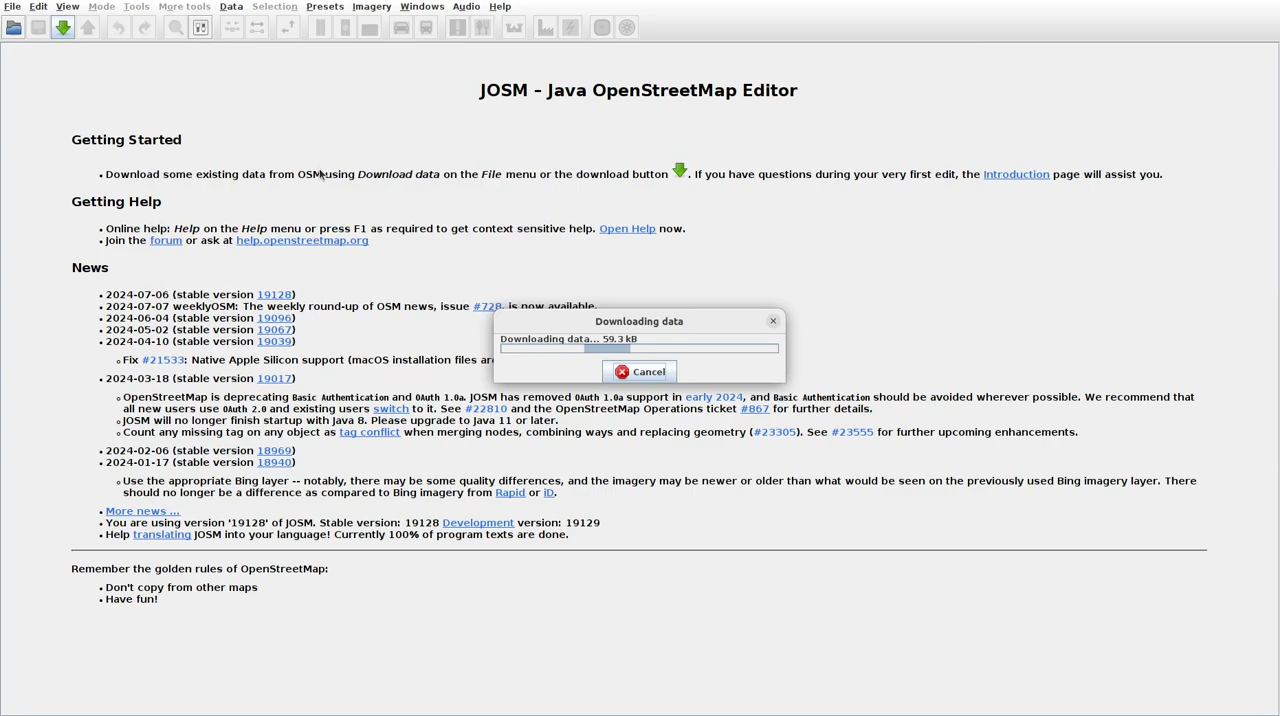 File Edit View Mode Tools More tools Data Selection Presets Imagery Windows Audio Help
JOSM – Java OpenStreetMap Editor
Getting Started
• Download some existing data from OSM using Download data on the File menu or the download button . If you have questions during your very first edit, the Introduction page will assist you.
Getting Help
• Online help: Help on the Help menu or press F1 as required to get context sensitive help. Open Help now.
• Join the forum or ask at help.openstreetmap.org
News
• 2024-07-06 (stable version 19128)
• 2024-07-07 weeklyOSM: The weekly round-up of OSM news, issue #728, is now available.
• 2024-06-04 (stable version 19096)
• 2024-05-02 (stable version 19067)
• 2024-04-10 (stable version 19039)
Fix #21533: Native Apple Silicon support (macOS installation files are
Downloading data
Downloading data... 59.3 kB
Cancel
• 2024-03-18 (stable version 19017)
OpenStreetMap is deprecating Basic Authentication and OAuth 1.0a. JOSM has removed OAuth 1.0a support in early 2024, and Basic Authentication should be avoided wherever possible. We recommend that
all new users use OAuth 2.0 and existing users switch to it. See #22810 and the OpenStreetMap Operations ticket #867 for further details.
JOSM will no longer finish startup with Java 8. Please upgrade to Java 11 or later.
Count any missing tag on any object as tag conflict when merging nodes, combining ways and replacing geometry (#23305). See #23555 for further upcoming enhancements.
• 2024-02-06 (stable version 18969)
• 2024-01-17 (stable version 18940)
Use the appropriate Bing layer -- notably, there may be some quality differences, and the imagery may be newer or older than what would be seen on the previously used Bing imagery layer. There
should no longer be a difference as compared to Bing imagery from Rapid or iD.
• More news ...
• You are using version '19128' of JOSM. Stable version: 19128 Development version: 19129
• Help translating JOSM into your language! Currently 100% of program texts are done.
Remember the golden rules of OpenStreetMap:
• Don't copy from other maps
• Have fun!